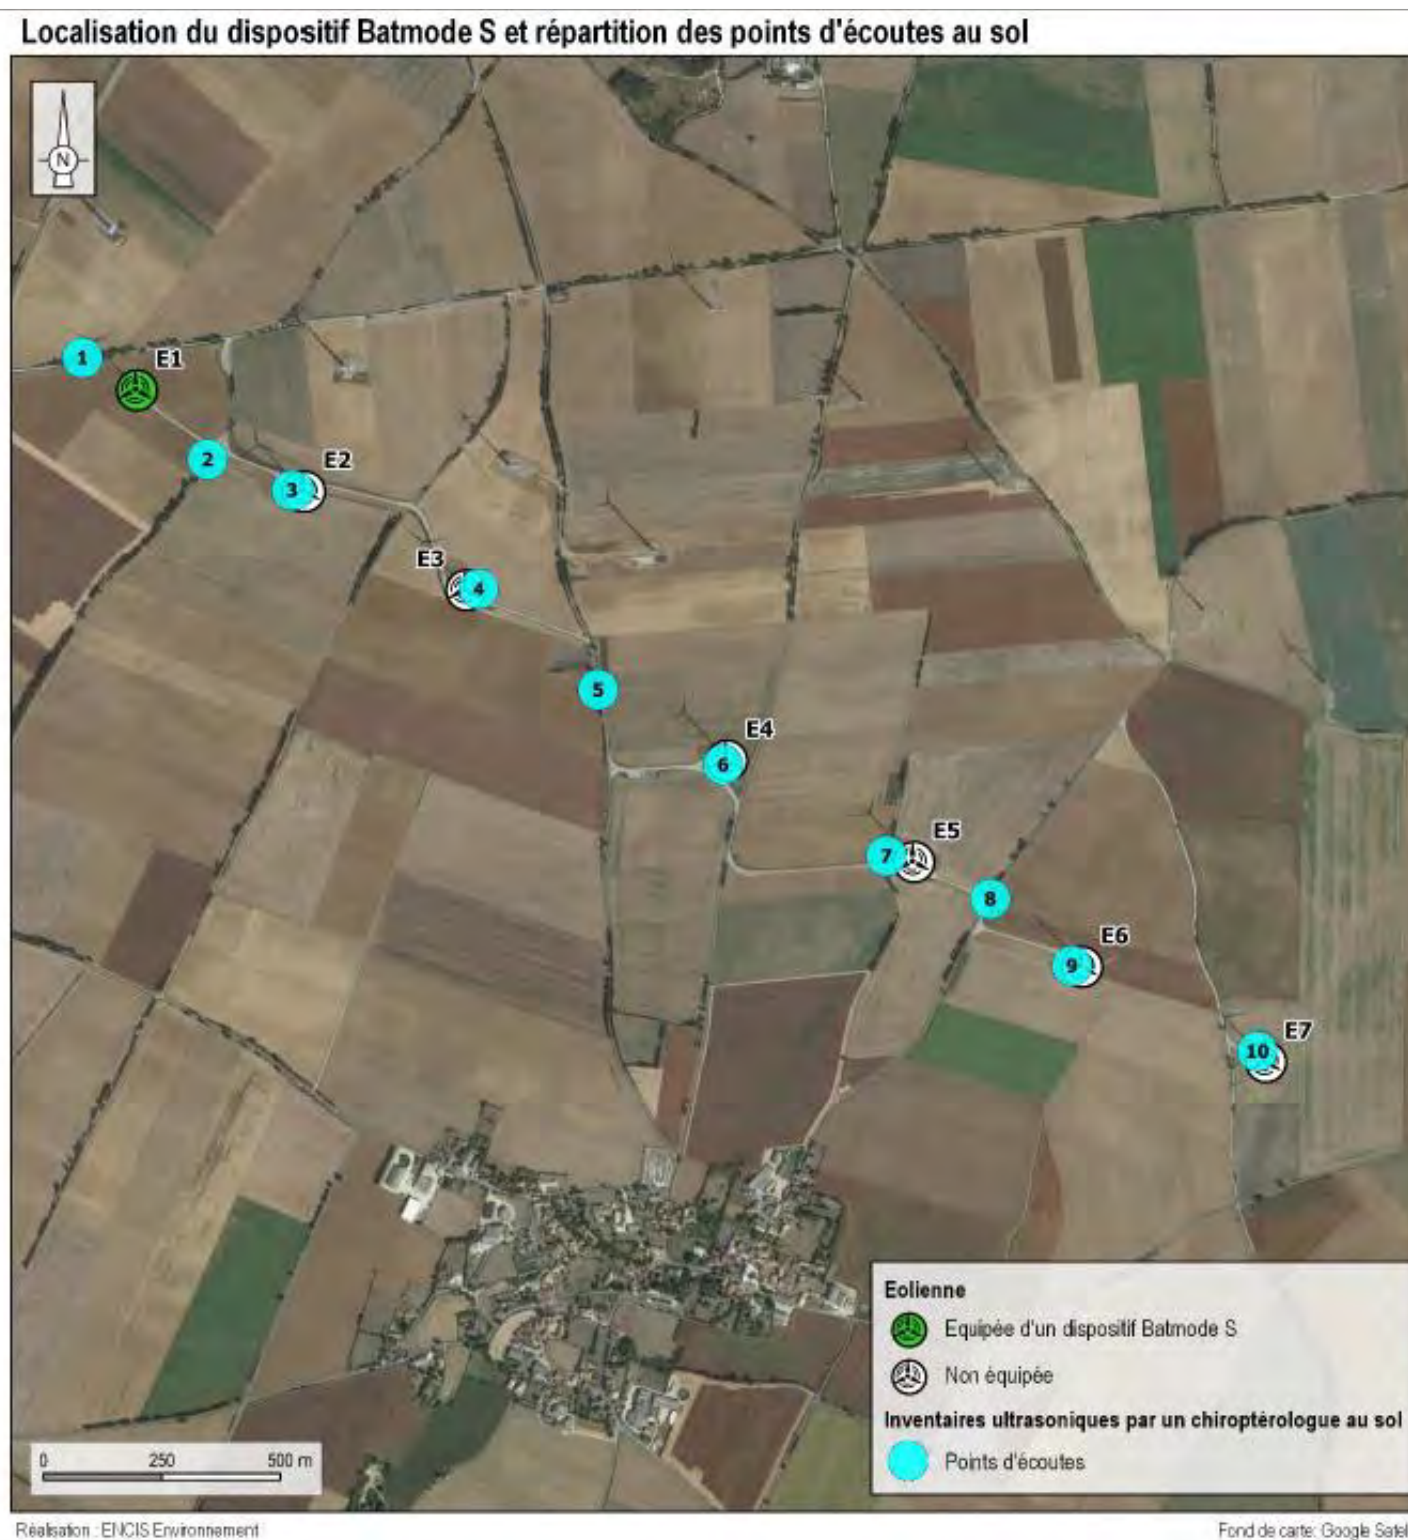 Localisation du dispositif Batmode S et répartition des points d'écoutes au sol
N
1
E1
2
E2
3
E3
4
5
E4
6
E5
7
8
E6
9
E7
10
Eolienne
Equipée d'un dispositif Batmode S
Non équipée
Inventaires ultrasoniques par un chiroptérologue au sol
Points d'écoutes
0 250 500 m
Réalisation : ENCIS Environnement
Fond de carte: Google Satel